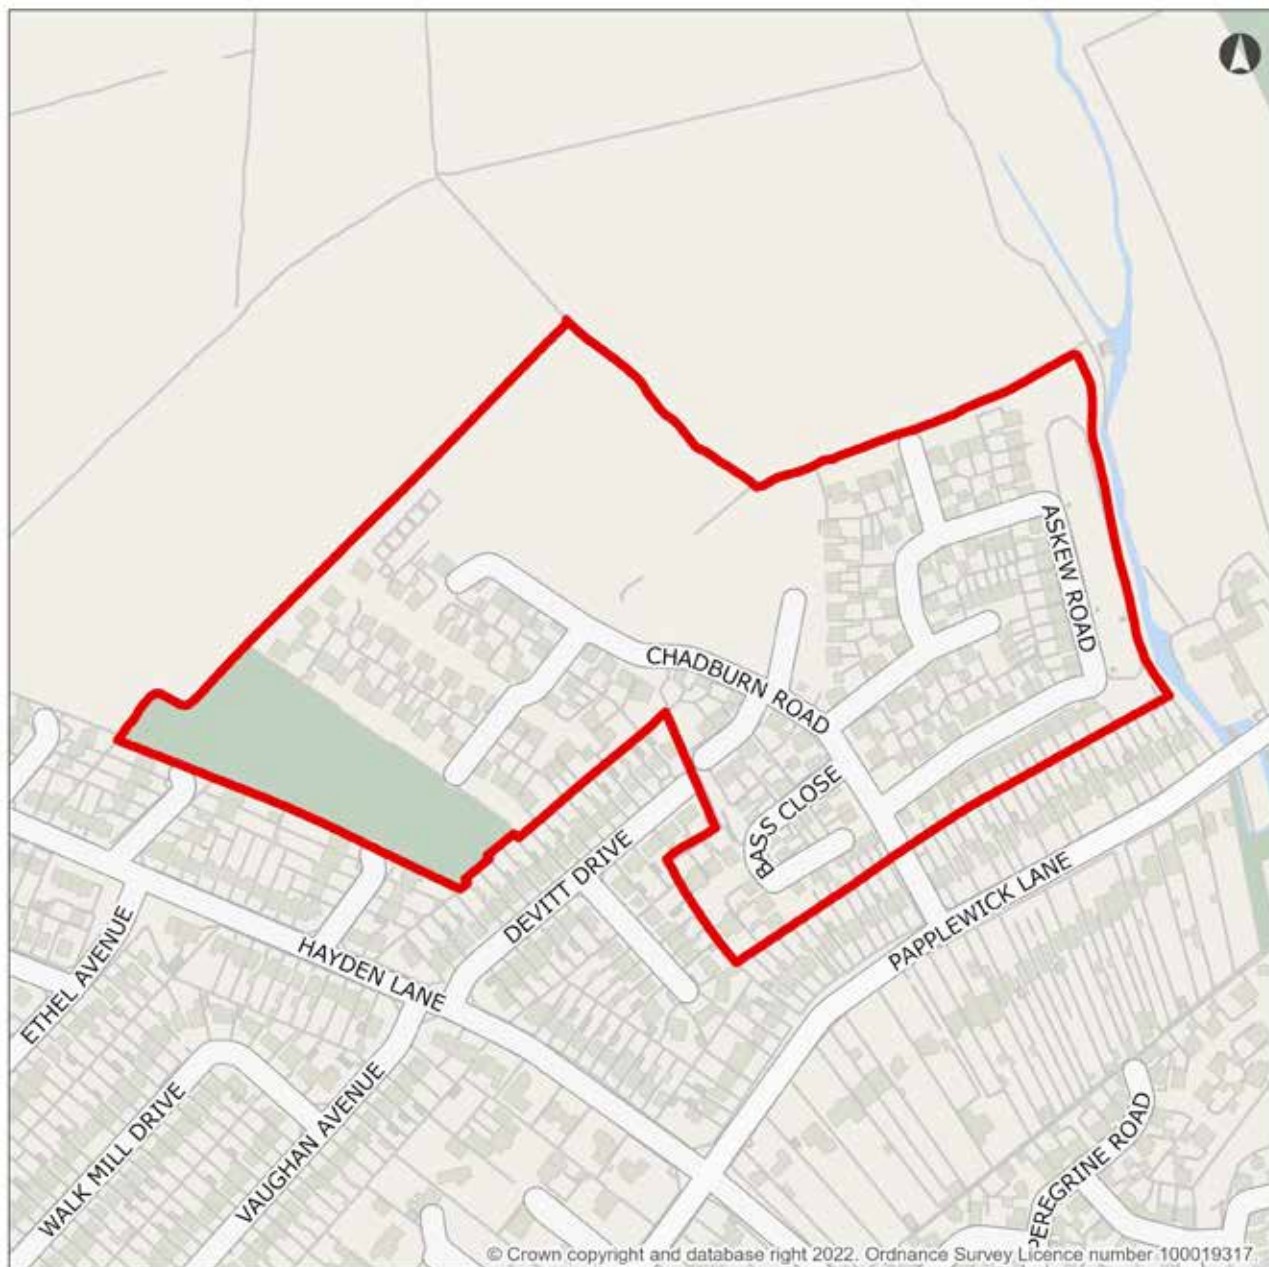 ASKEW ROAD
CHADBURN ROAD
BASS CLOSE
DEVITT DRIVE
PAPPLEWICK LANE
HAYDEN LANE
ETHEL AVENUE
WALK MILL DRIVE
VAUGHAN AVENUE
PEREGRINE ROAD
© Crown copyright and database right 2022. Ordnance Survey Licence number 100019317.